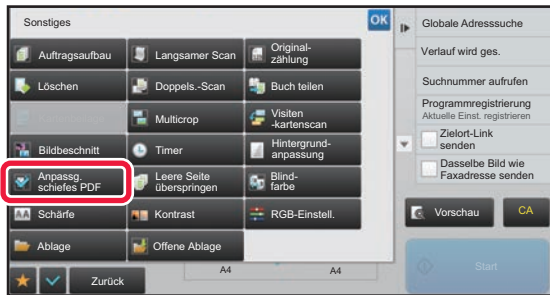 Sonstiges
OK
Auftragsaufbau
Langsamer Scan
Original-
zählung
Löschen
Doppels.-Scan
Buch teilen
Multicrop
Visiten
-kartenscan
Bildbeschnitt
Timer
Hintergrund-
anpassung
Anpassg.
schiefes PDF
Leere Seite
überspringen
Blind-
farbe
AA Schärfe
Kontrast
RGB-Einstell.
Ablage
Offene Ablage
Zurück
A4
A4
Globale Adresssuche
Verlauf wird ges.
Suchnummer aufrufen
Programmregistrierung
Aktuelle Einst. registrieren
Zielort-Link
senden
Dasselbe Bild wie
Faxadresse senden
Vorschau
CA
Start